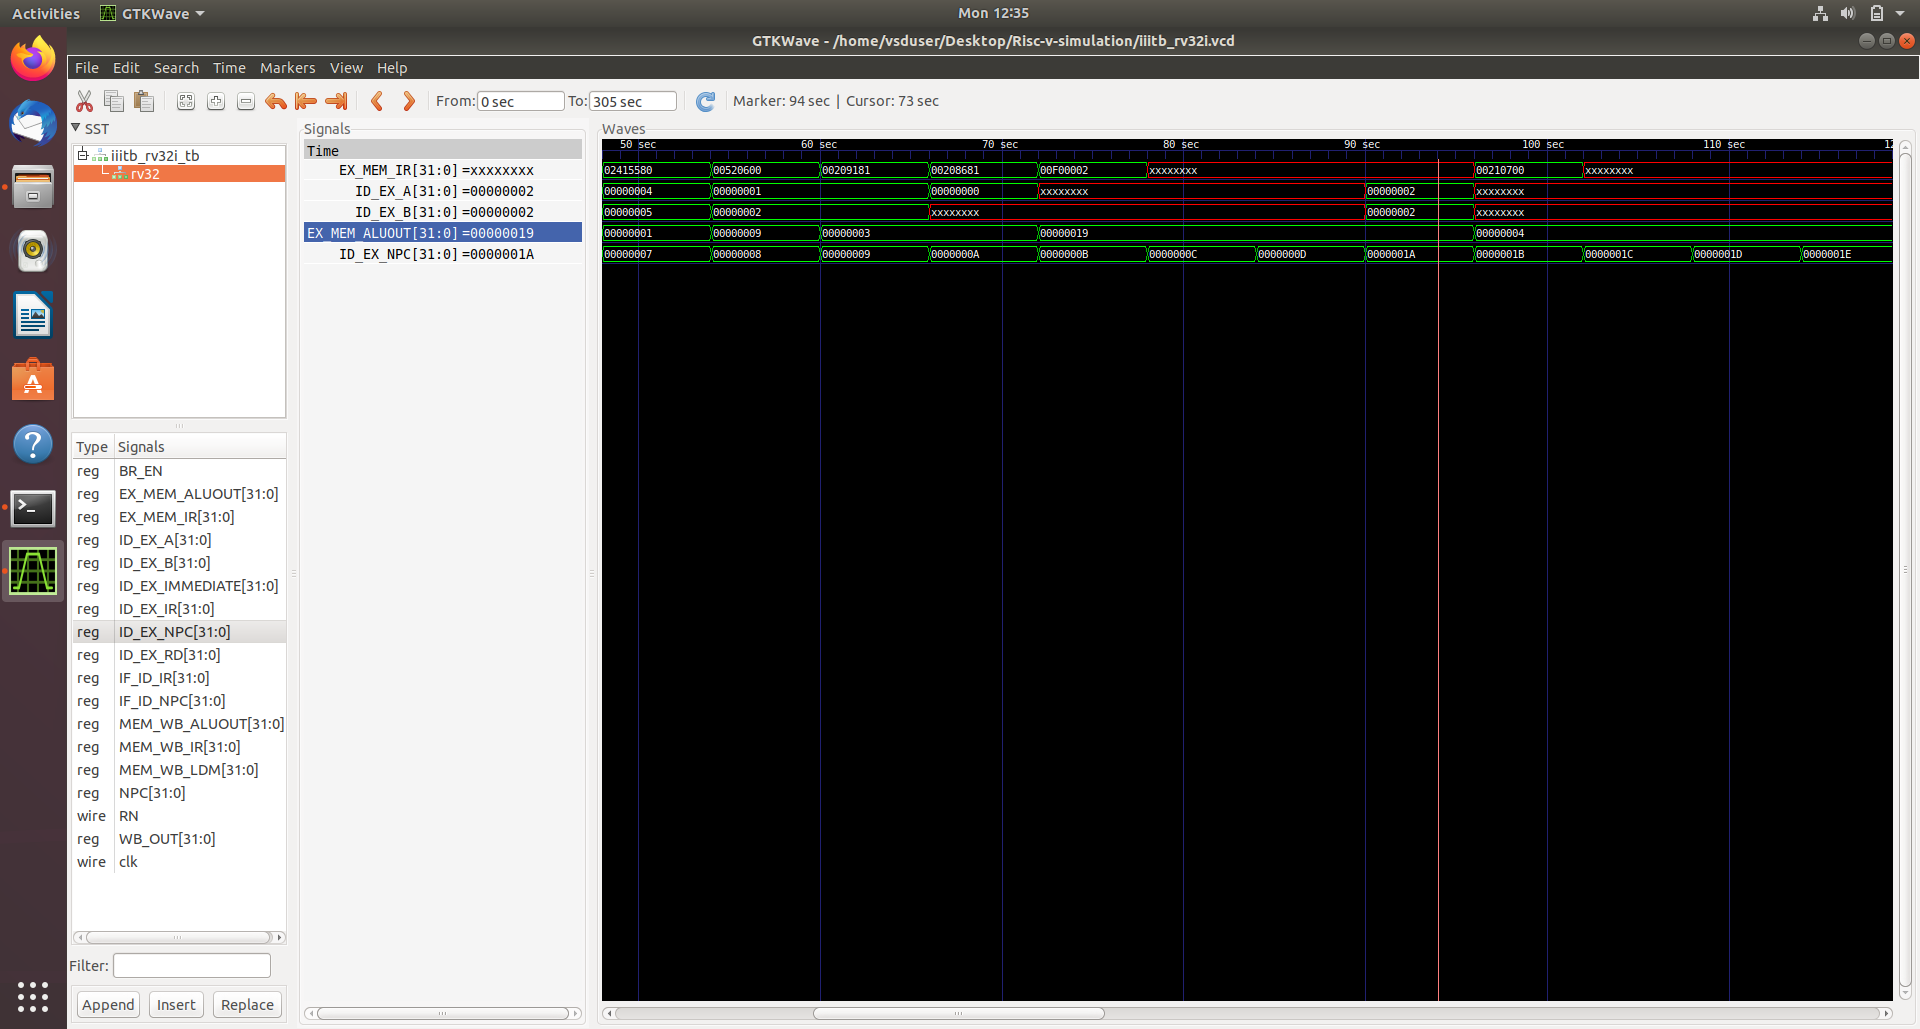 Activities GTKWave Mon 12:35
GTKWave - /home/vsduser/Desktop/Risc-v-simulation/iiitb_rv32i.vcd
File Edit Search Time Markers View Help
From: 0 sec To: 305 sec Marker: 94 sec | Cursor: 73 sec
SST
iiitb_rv32i_tb
rv32
Type Signals
reg BR_EN
reg EX_MEM_ALUOUT[31:0]
reg EX_MEM_IR[31:0]
reg ID_EX_A[31:0]
reg ID_EX_B[31:0]
reg ID_EX_IMMEDIATE[31:0]
reg ID_EX_IR[31:0]
reg ID_EX_NPC[31:0]
reg ID_EX_RD[31:0]
reg IF_ID_IR[31:0]
reg IF_ID_NPC[31:0]
reg MEM_WB_ALUOUT[31:0]
reg MEM_WB_IR[31:0]
reg MEM_WB_LDM[31:0]
reg NPC[31:0]
wire RN
reg WB_OUT[31:0]
wire clk
Filter:
Append Insert Replace
Signals
Time
EX_MEM_IR[31:0] =xxxxxxxx
ID_EX_A[31:0] =00000002
ID_EX_B[31:0] =00000002
EX_MEM_ALUOUT[31:0] =00000019
ID_EX_NPC[31:0] =0000001A
Waves
50 sec 60 sec 70 sec 80 sec 90 sec 100 sec 110 sec 12
02415580 00520600 00209181 00208681 00F00002 xxxxxxxx 00210700 xxxxxxxx
00000004 00000001 00000000 xxxxxxxx 00000002 xxxxxxxx
00000005 00000002 xxxxxxxx 00000002 xxxxxxxx
00000001 00000009 00000003 00000019 00000004
00000007 00000008 00000009 0000000A 0000000B 0000000C 0000000D 0000001A 0000001B 0000001C 0000001D 0000001E